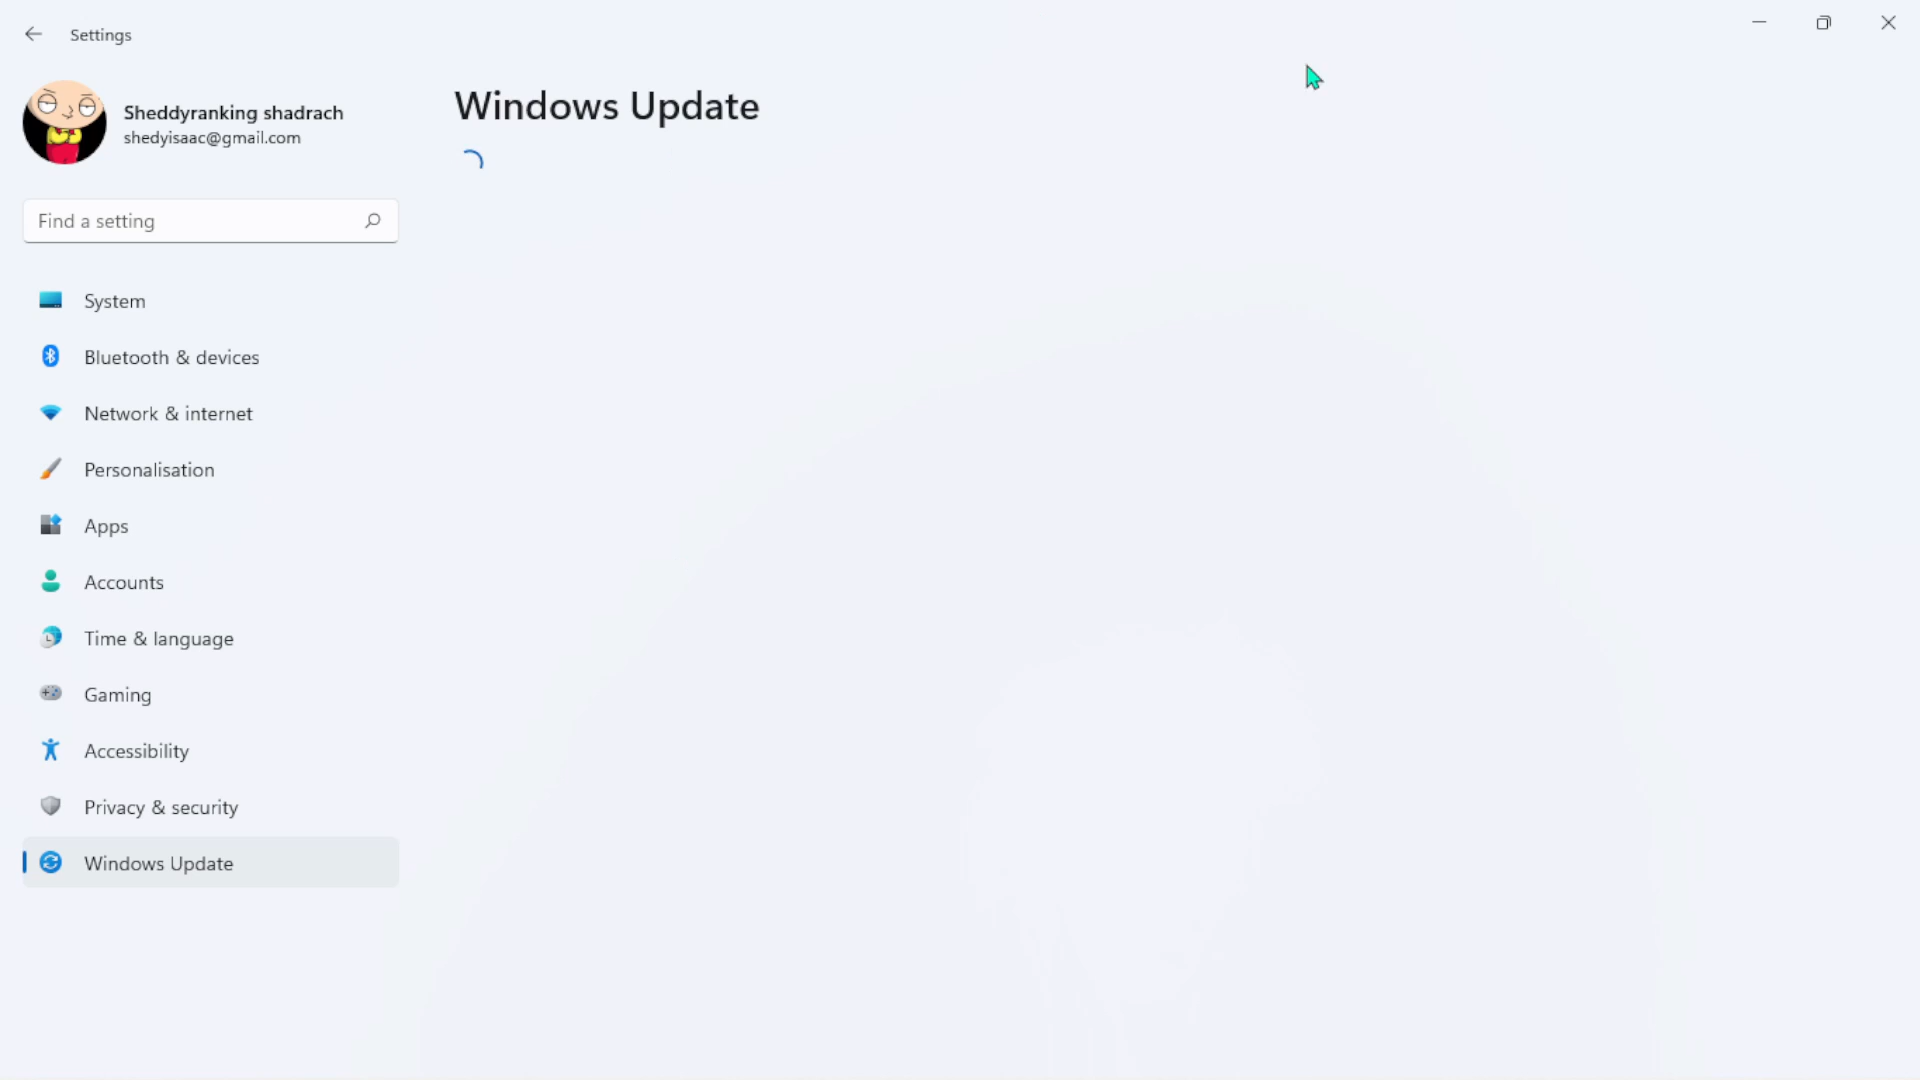 Settings
Sheddyranking shadrach
shedyisaac@gmail.com
Find a setting
System
Bluetooth & devices
Network & internet
Personalisation
Apps
Accounts
Time & language
Gaming
Accessibility
Privacy & security
Windows Update
Windows Update